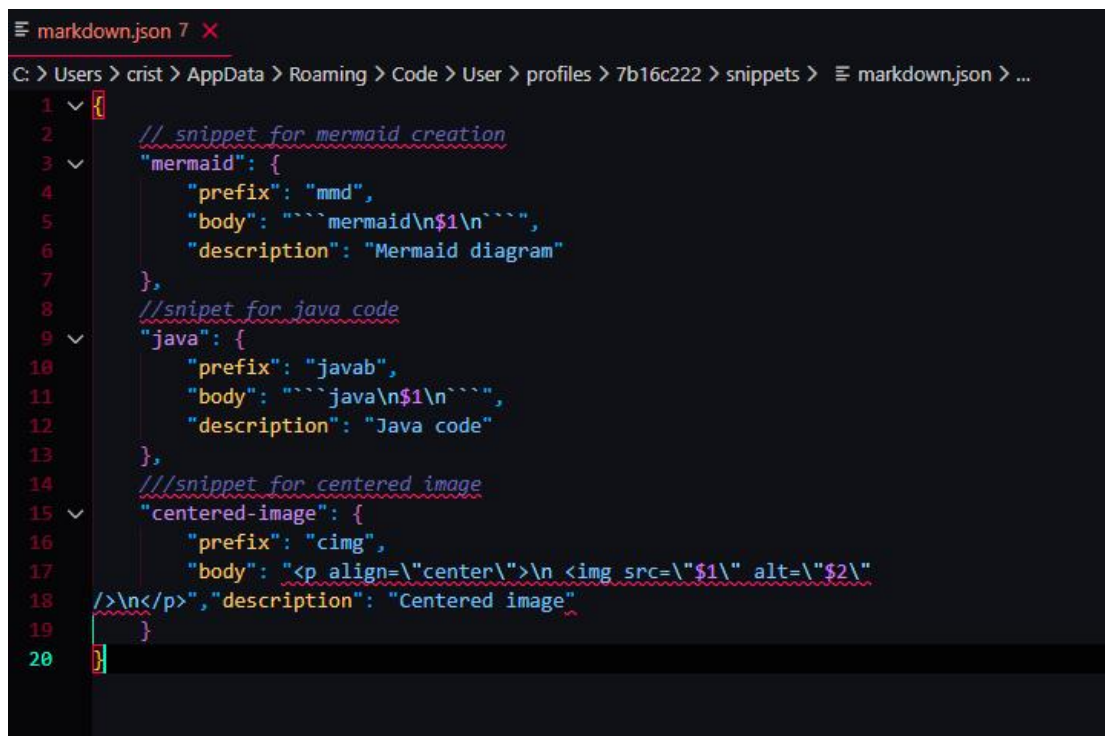 markdown.json 7
C: > Users > crist > AppData > Roaming > Code > User > profiles > 7b16c222 > snippets > markdown.json > ...
1 {
2 // snippet for mermaid creation
3 "mermaid": {
4 "prefix": "mmd",
5 "body": "```mermaid\n$1\n```",
6 "description": "Mermaid diagram"
7 },
8 //snipet for java code
9 "java": {
10 "prefix": "javab",
11 "body": "```java\n$1\n```",
12 "description": "Java code"
13 },
14 ///snippet for centered image
15 "centered-image": {
16 "prefix": "cimg",
17 "body": "<p align=\"center\">\n <img src=\"$1\" alt=\"$2\"
18 />\n</p>","description": "Centered image"
19 }
20 }